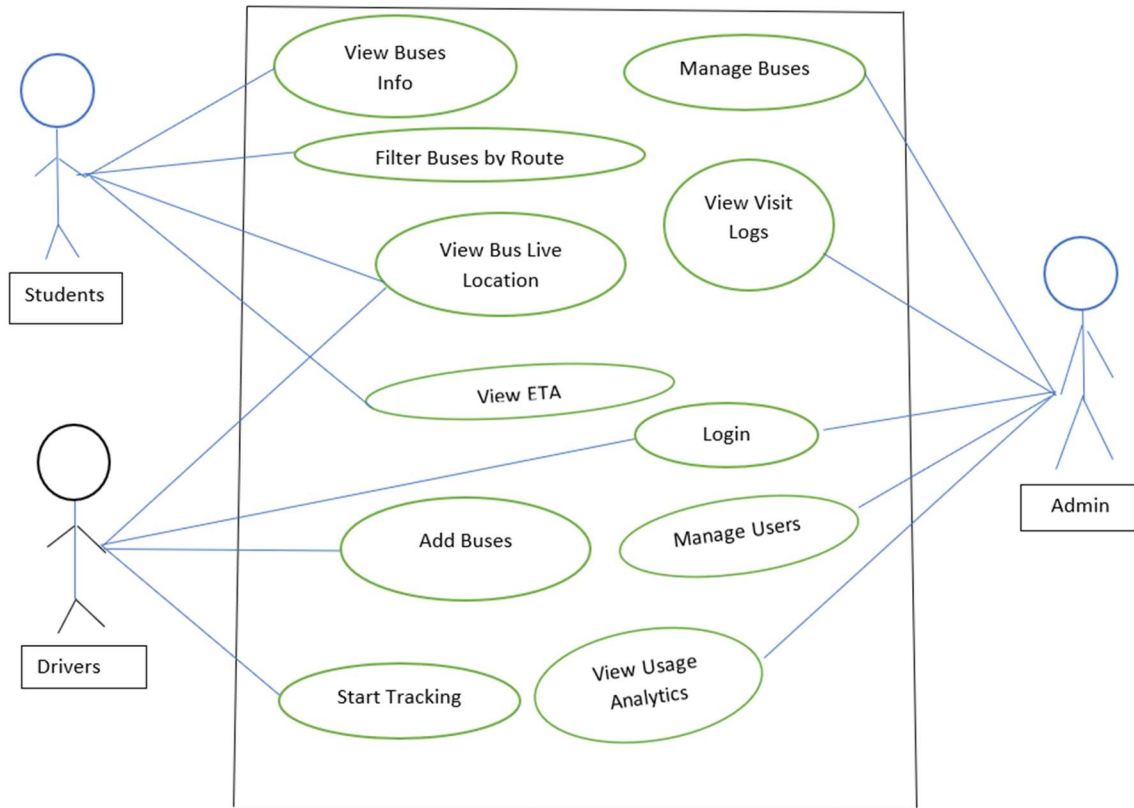 View Buses
Info
Manage Buses
Filter Buses by Route
View Visit
Logs
View Bus Live
Location
Students
View ETA
Login
Admin
Add Buses
Manage Users
Drivers
View Usage
Analytics
Start Tracking